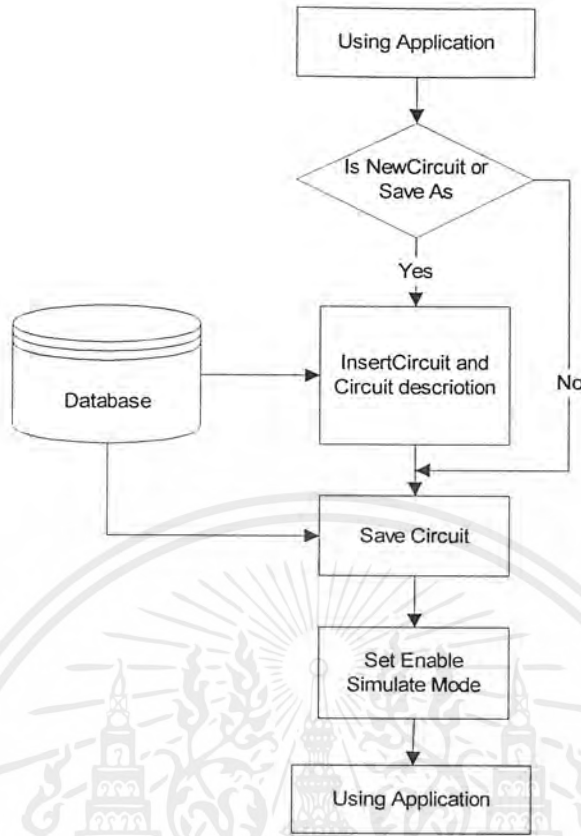 Using Application
Is NewCircuit or
Save As
Yes
InsertCircuit and
Circuit descriotion
Database
No
Save Circuit
Set Enable
Simulate Mode
Using Application